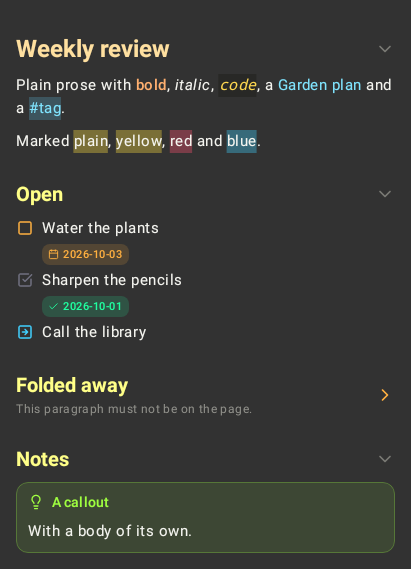 Weekly review
Plain prose with bold, italic, code, a Garden plan and
a #tag.
Marked plain, yellow, red and blue.
Open
Water the plants
2026-10-03
Sharpen the pencils
2026-10-01
Call the library
Folded away
This paragraph must not be on the page.
Notes
A callout
With a body of its own.